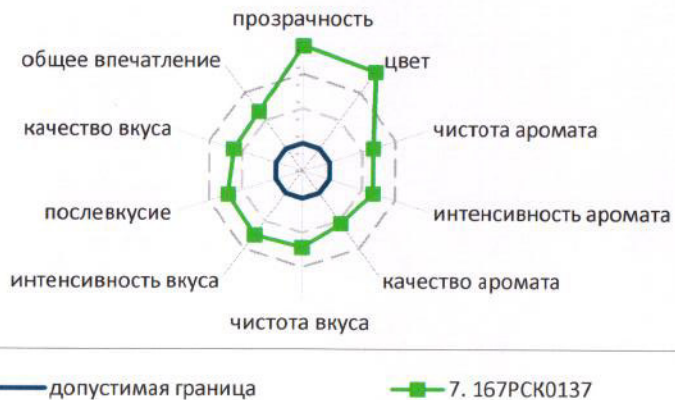 прозрачность
общее впечатление
цвет
качество вкуса
чистота аромата
послевкусие
интенсивность аромата
интенсивность вкуса
качество аромата
чистота вкуса
допустимая граница
7. 167РСК0137